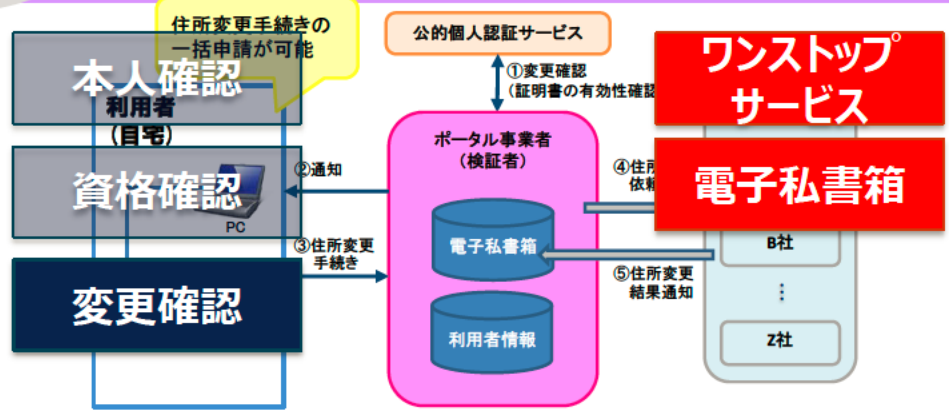 住所変更手続きの
一括申請が可能
本人確認
利用者
(自宅)
資格確認
PC
変更確認
公的個人認証サービス
①変更確認
(証明書の有効性確認
ポータル事業者
(検証者)
②通知
③住所変更
手続き
電子私書箱
利用者情報
④住所
依頼
⑤住所変更
結果通知
ワンストップ
サービス
電子私書箱
B社
⋮
Z社